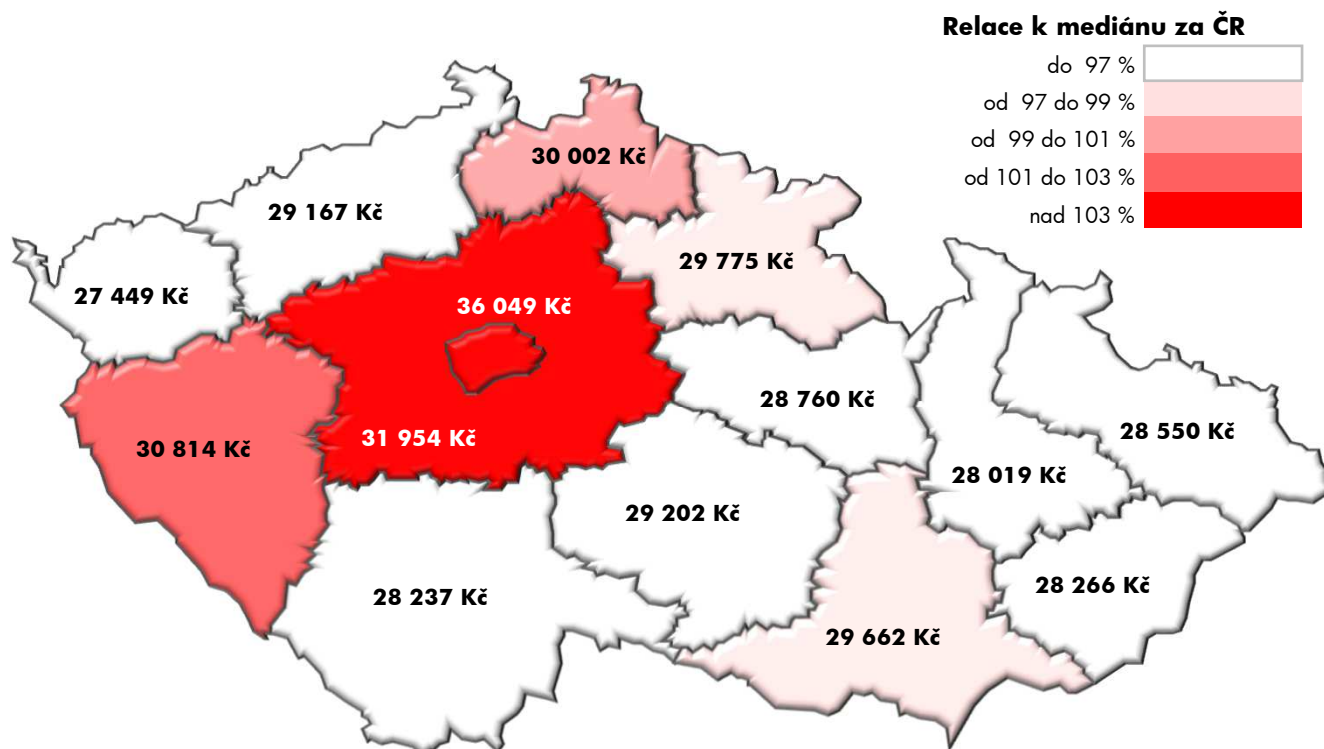 Relace k mediánu za ČR
do 97 %
od 97 do 99 %
od 99 do 101 %
od 101 do 103 %
nad 103 %
30 002 Kč
29 167 Kč
29 775 Kč
27 449 Kč
36 049 Kč
28 760 Kč
28 550 Kč
31 954 Kč
30 814 Kč
28 019 Kč
29 202 Kč
28 266 Kč
28 237 Kč
29 662 Kč